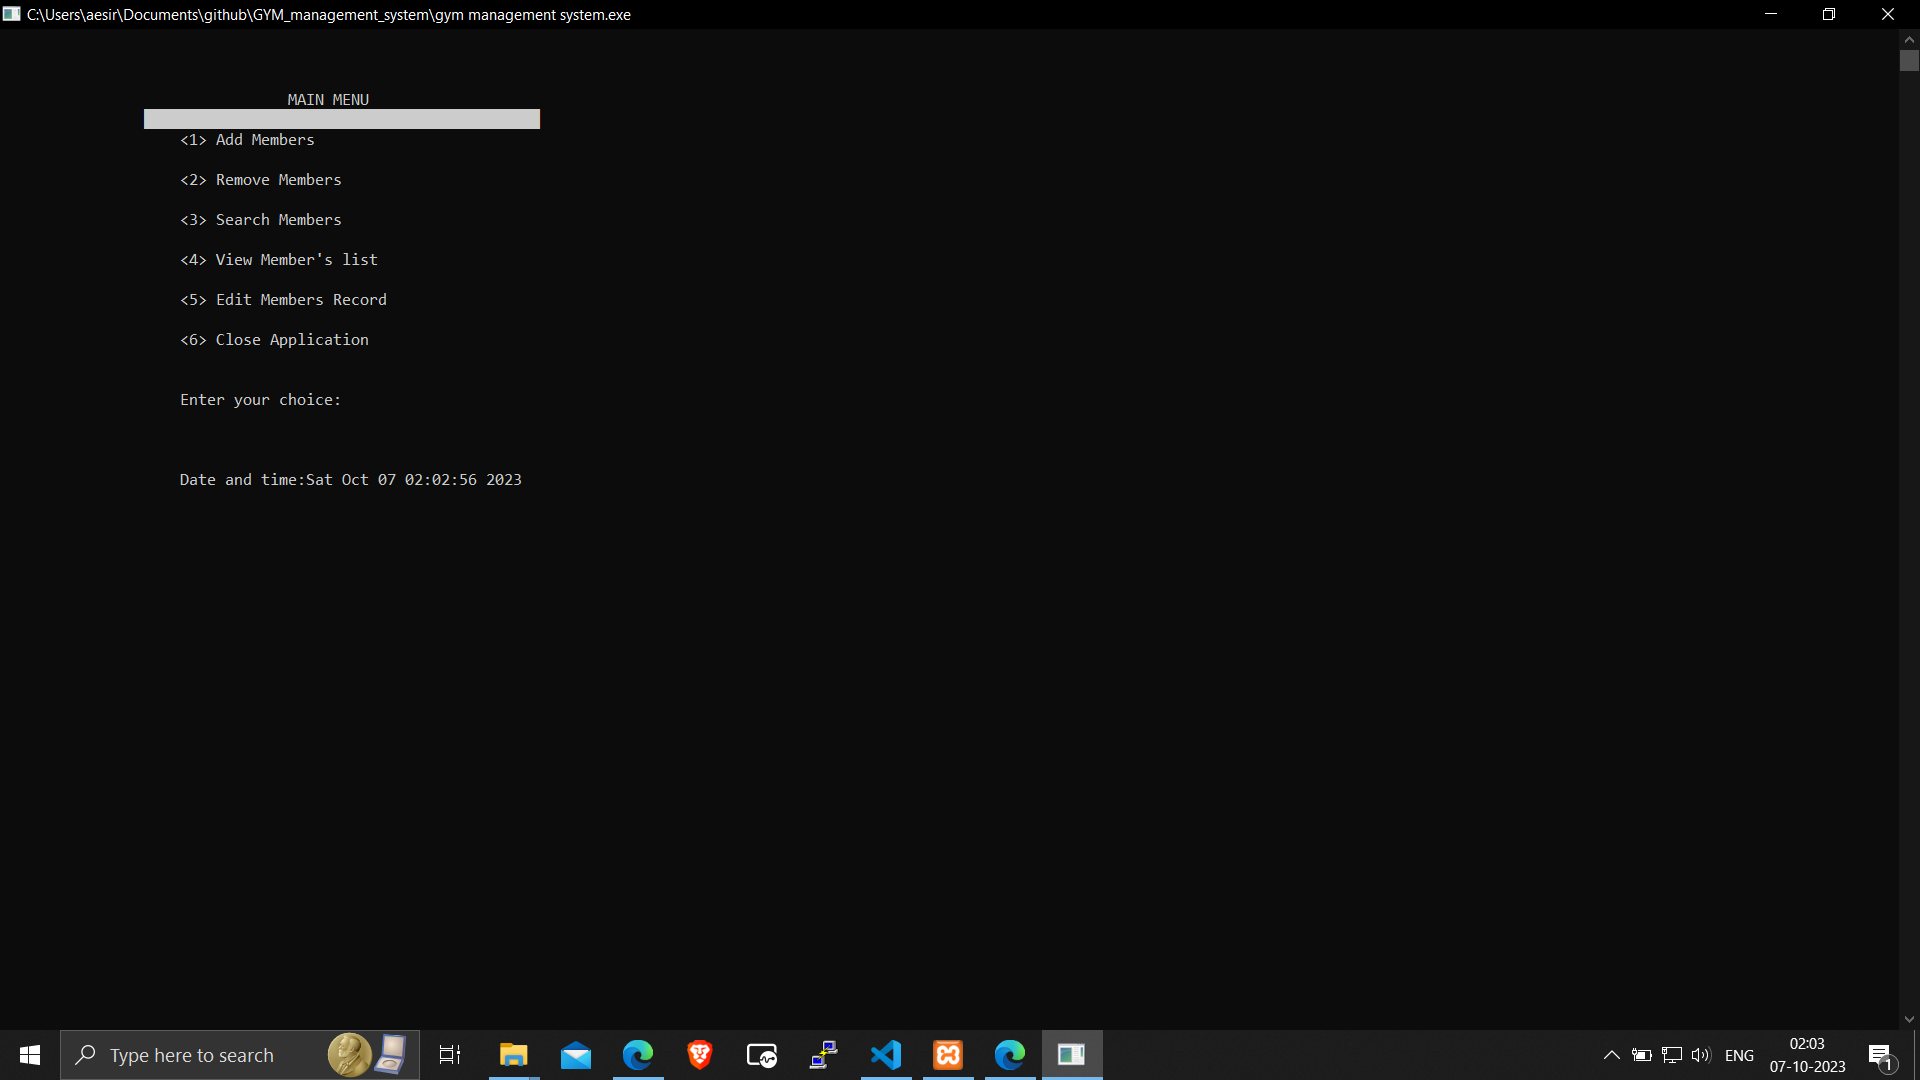 C:\Users\aesir\Documents\github\GYM_management_system\gym management system.exe
MAIN MENU
<1> Add Members
<2> Remove Members
<3> Search Members
<4> View Member's list
<5> Edit Members Record
<6> Close Application
Enter your choice:
Date and time:Sat Oct 07 02:02:56 2023
Type here to search
ENG
02:03
07-10-2023
1